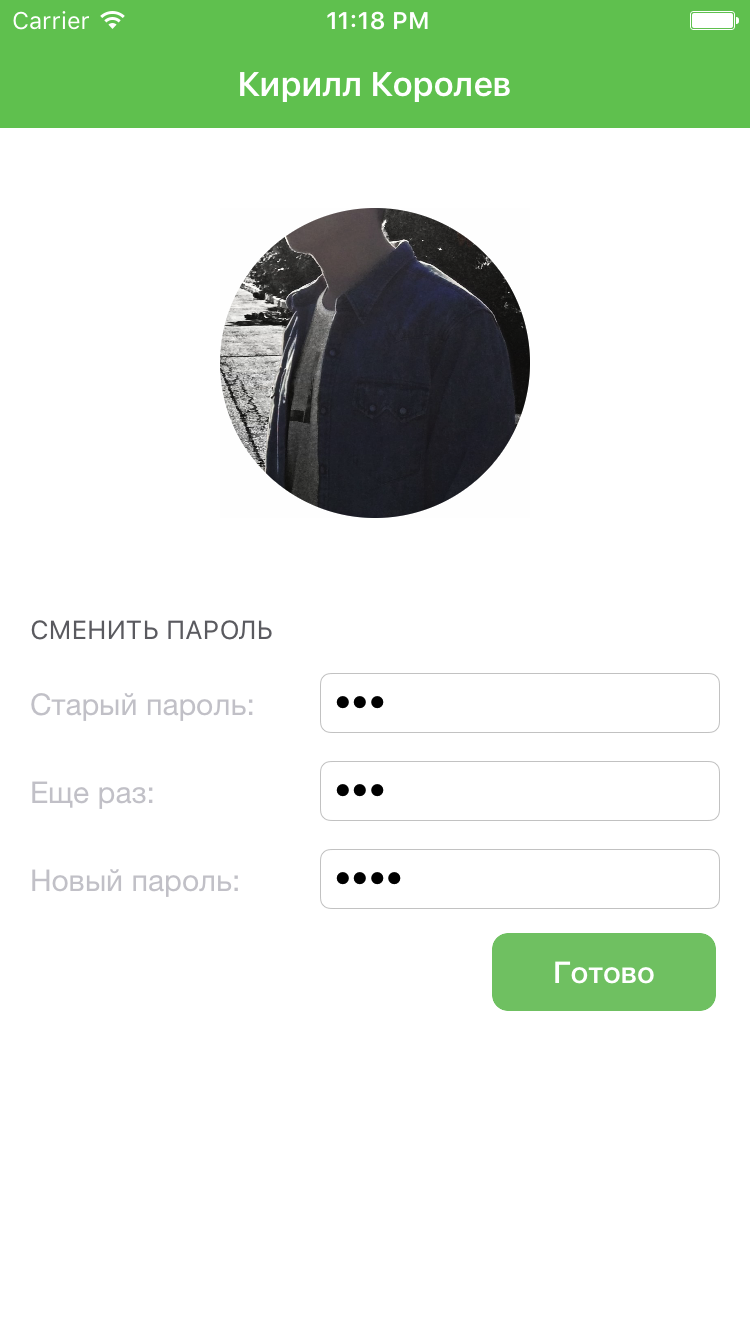 Carrier 11:18 PM
Кирилл Королев
СМЕНИТЬ ПАРОЛЬ
Старый пароль: •••
Еще раз: •••
Новый пароль: ••••
Готово